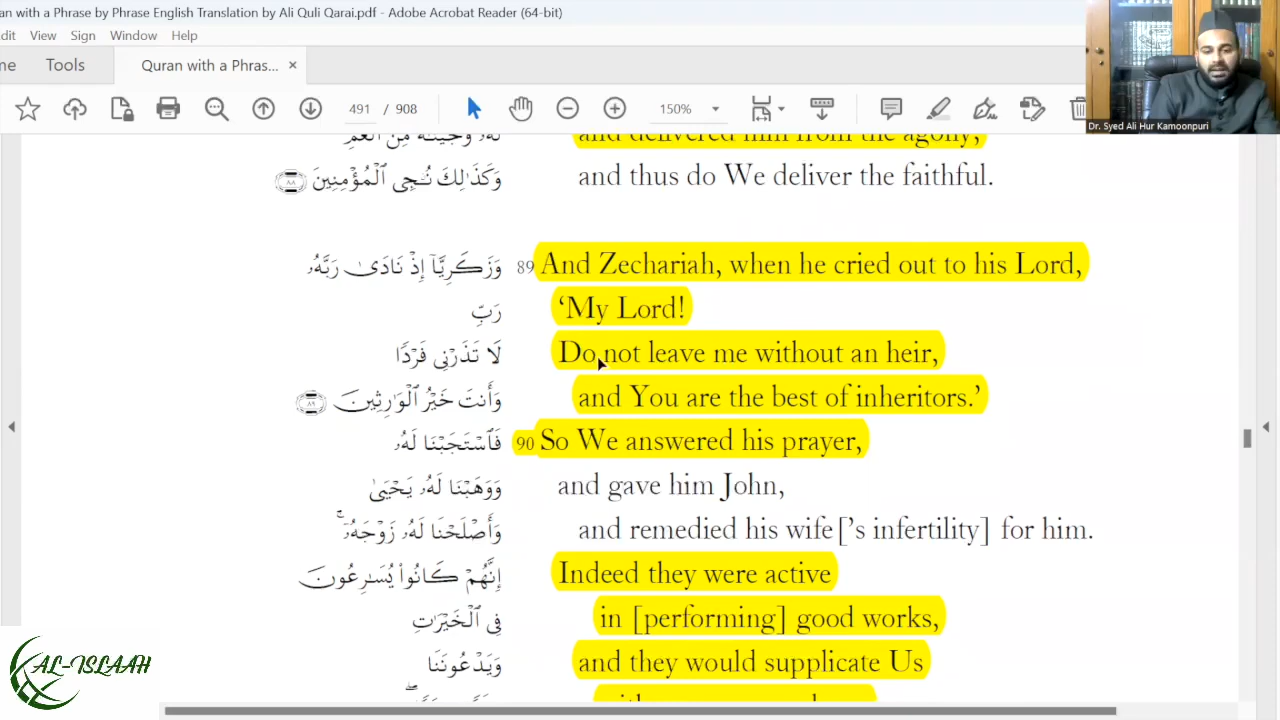 an with a Phrase by Phrase English Translation by Ali Quli Qarai.pdf - Adobe Acrobat Reader (64-bit)
dit View Sign Window Help
ne Tools Quran with a Phras... ×
491 / 908 150%
Dr. Syed Ali Hur Kamoonpuri
and delivered him from the agony;
وَكَذَٰلِكَ نُـۨجِى ٱلْمُؤْمِنِينَ ﴿٨٨﴾ and thus do We deliver the faithful.
وَزَكَرِيَّآ إِذْ نَادَىٰ رَبَّهُۥ 89 And Zechariah, when he cried out to his Lord,
رَبِّ ‘My Lord!
لَا تَذَرْنِى فَرْدًا Do not leave me without an heir,
وَأَنتَ خَيْرُ ٱلْوَٰرِثِينَ ﴿٨٩﴾ and You are the best of inheritors.’
فَٱسْتَجَبْنَا لَهُۥ 90 So We answered his prayer,
وَوَهَبْنَا لَهُۥ يَحْيَىٰ and gave him John,
وَأَصْلَحْنَا لَهُۥ زَوْجَهُۥٓ ۚ and remedied his wife[’s infertility] for him.
إِنَّهُمْ كَانُوا۟ يُسَٰرِعُونَ Indeed they were active
فِى ٱلْخَيْرَٰتِ in [performing] good works,
وَيَدْعُونَنَا and they would supplicate Us
AL-ISLAAH